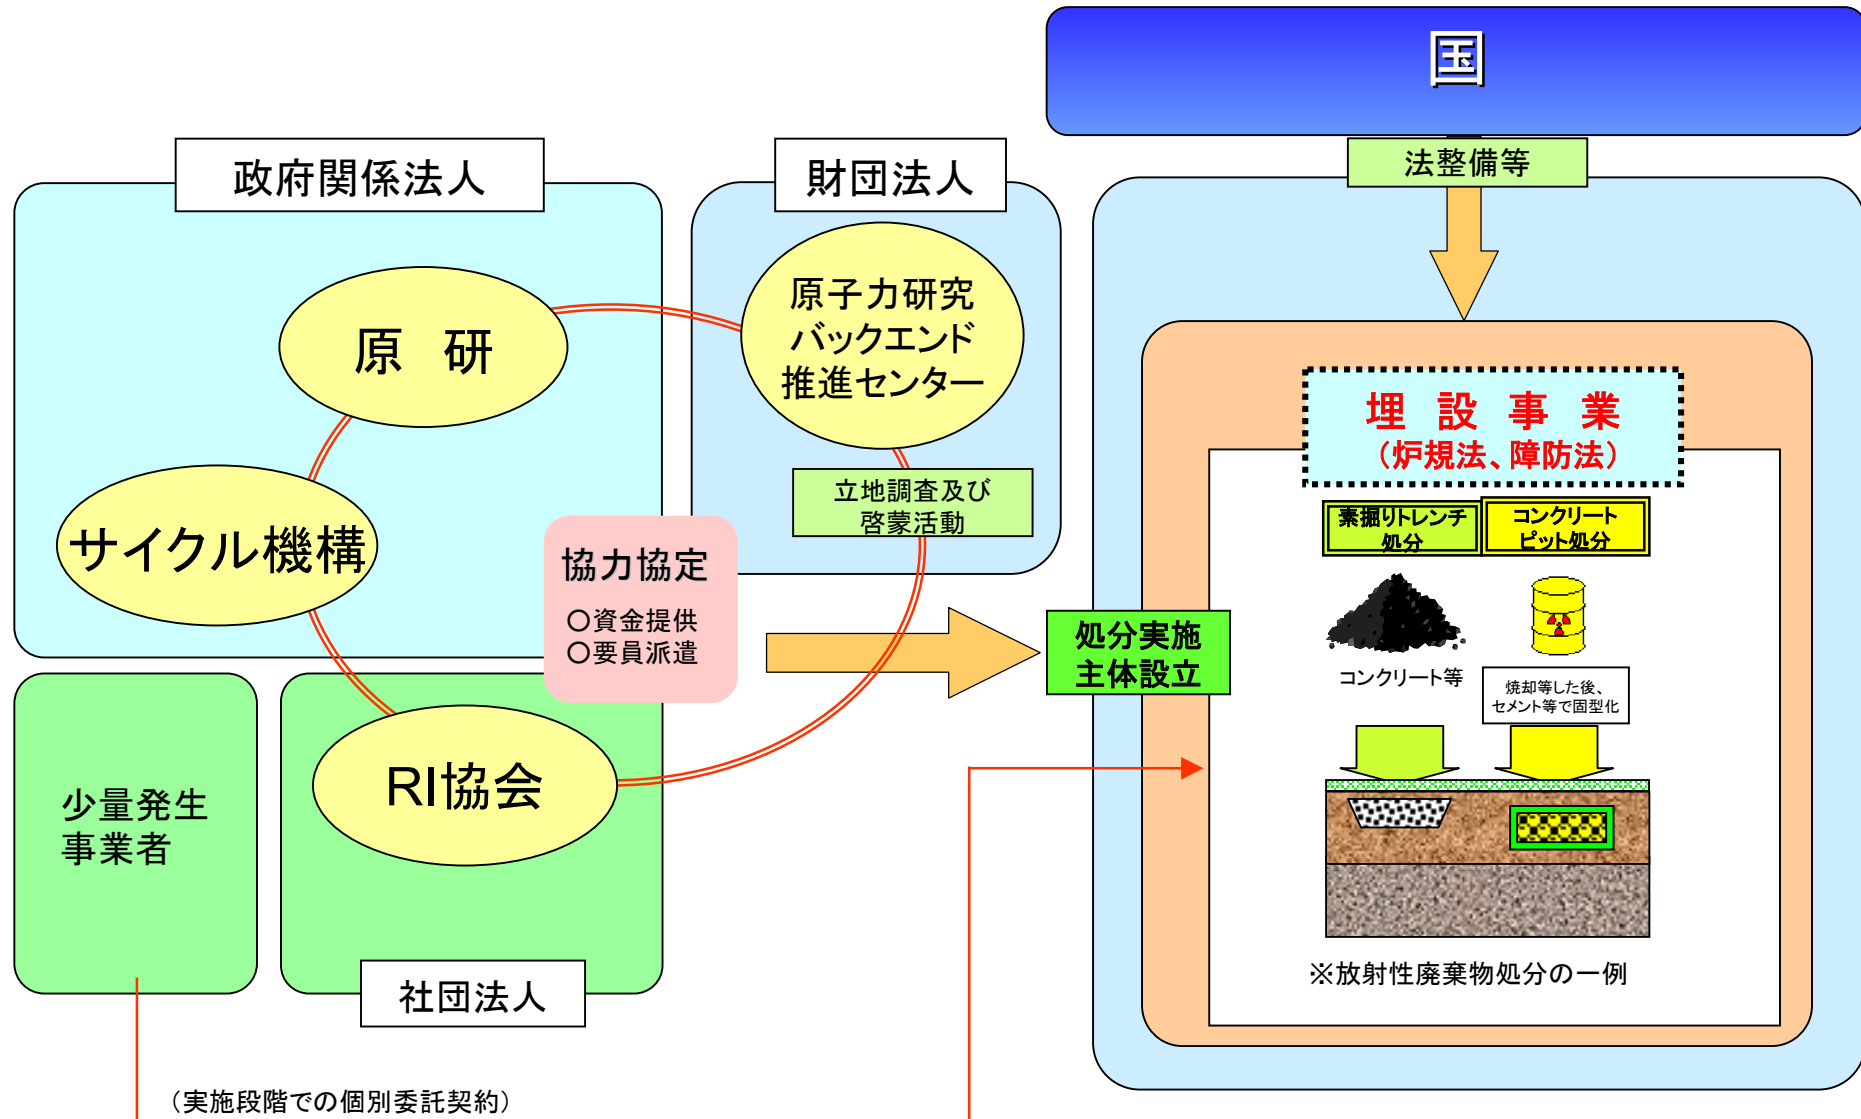 国
法整備等
政府関係法人
財団法人
原　研
原子力研究
バックエンド
推進センター
サイクル機構
立地調査及び
啓蒙活動
協力協定
○資金提供
○要員派遣
RI協会
少量発生
事業者
社団法人
（実施段階での個別委託契約）
処分実施
主体設立
埋　設　事　業
（炉規法、障防法）
素掘りトレンチ
処分
コンクリート
ピット処分
コンクリート等
焼却等した後、
セメント等で固型化
※放射性廃棄物処分の一例